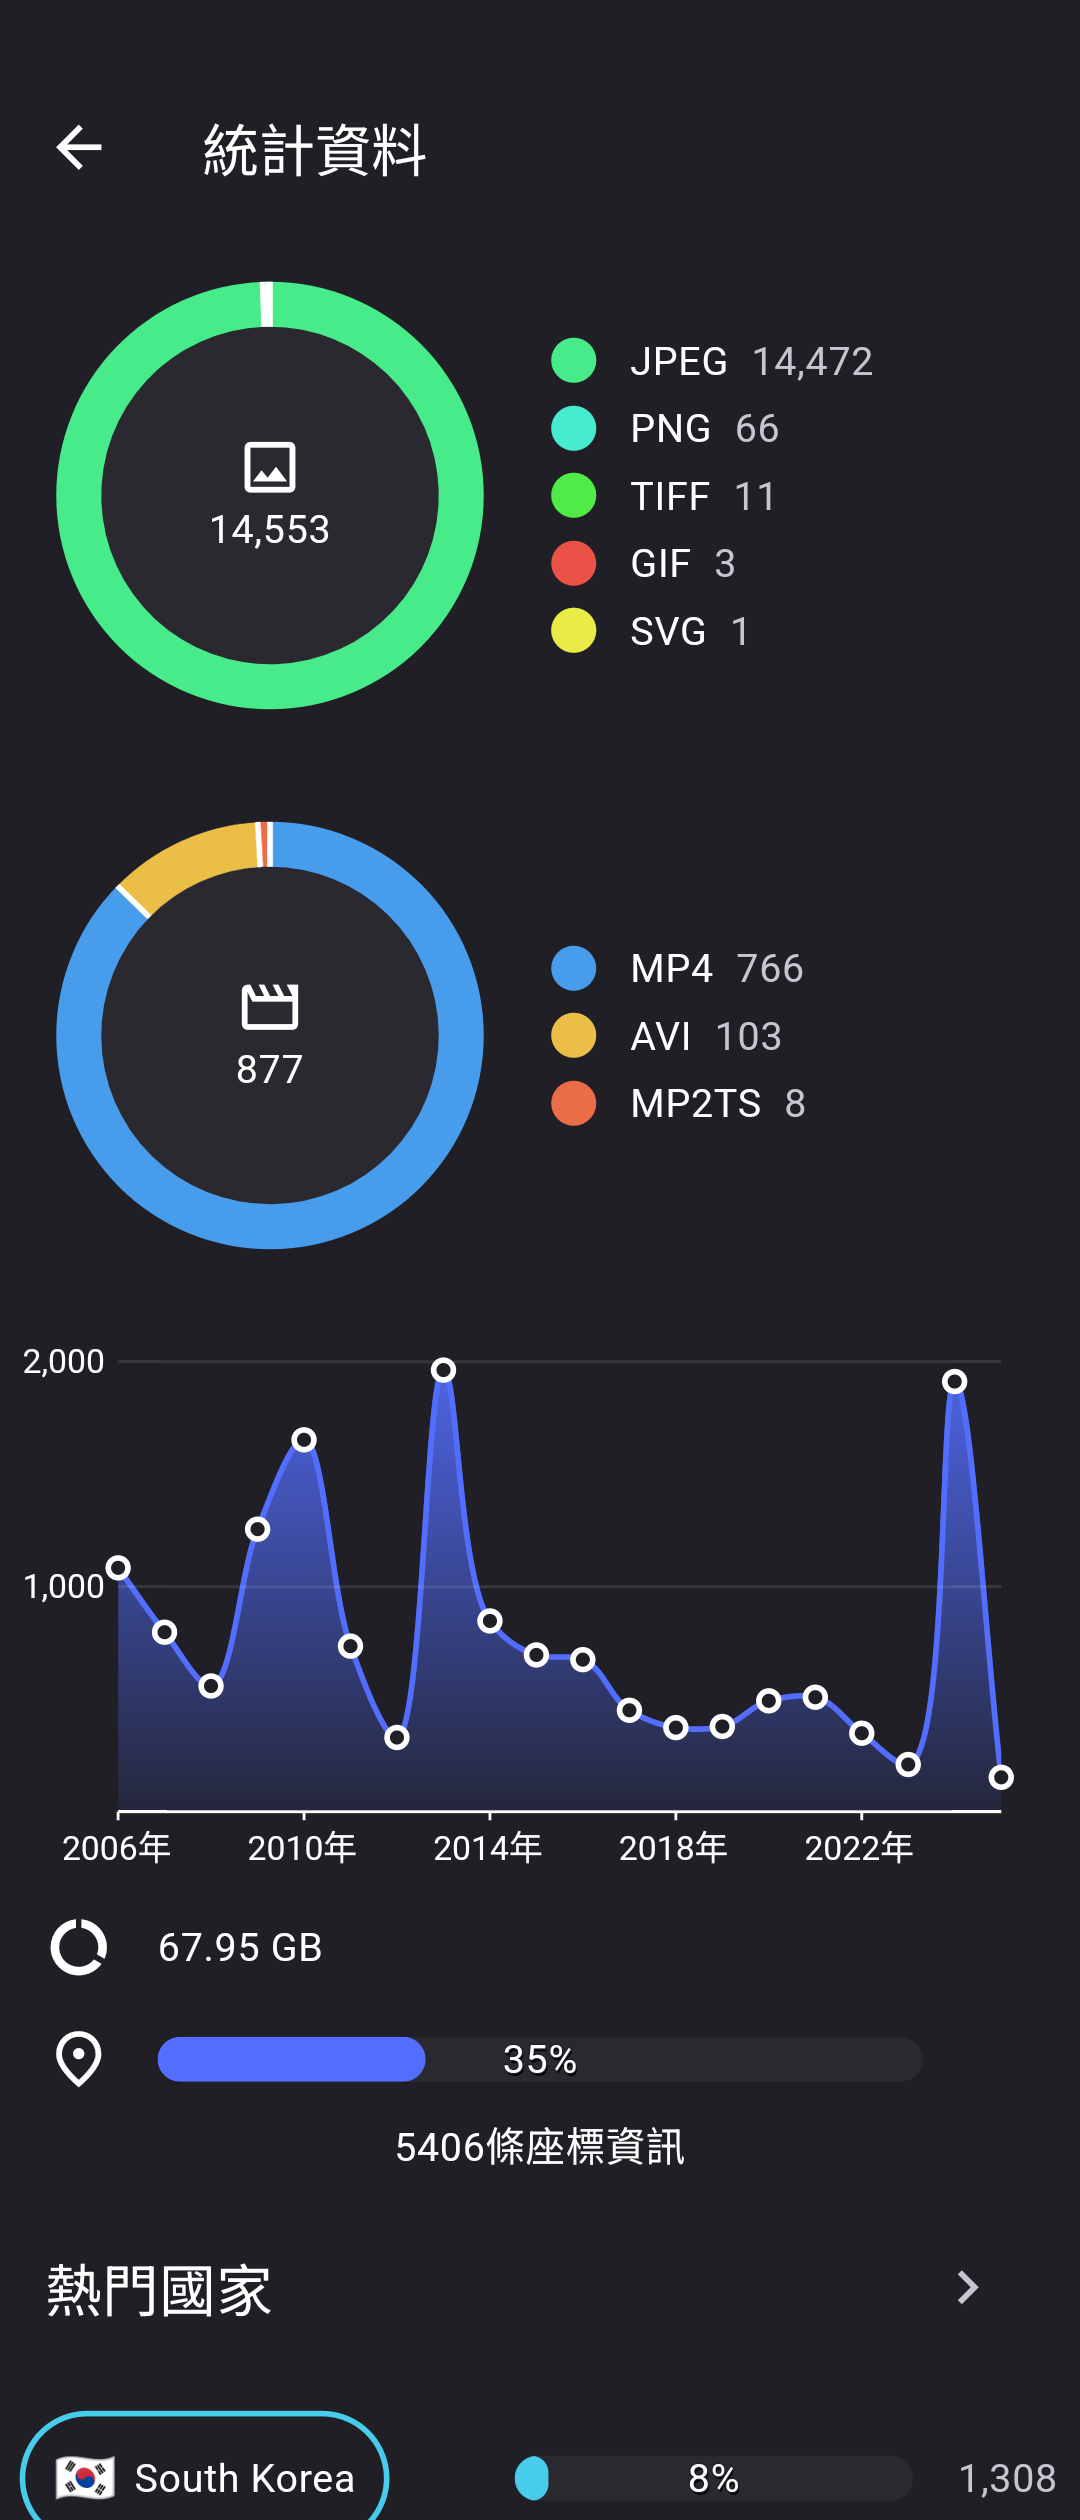 統計資料
14,553
JPEG 14,472
PNG 66
TIFF 11
GIF 3
SVG 1
877
MP4 766
AVI 103
MP2TS 8
2,000
1,000
2006年 2010年 2014年 2018年 2022年
67.95 GB
35%
5406條座標資訊
熱門國家
South Korea 8% 1,308